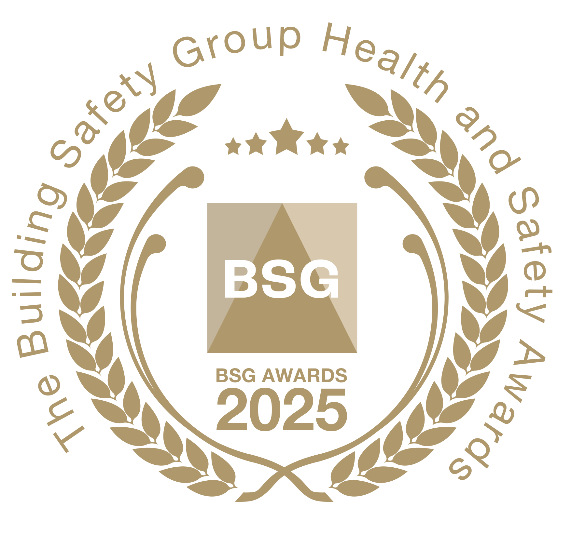 The Building Safety Group Health and Safety Awards
BSG
BSG AWARDS
2025